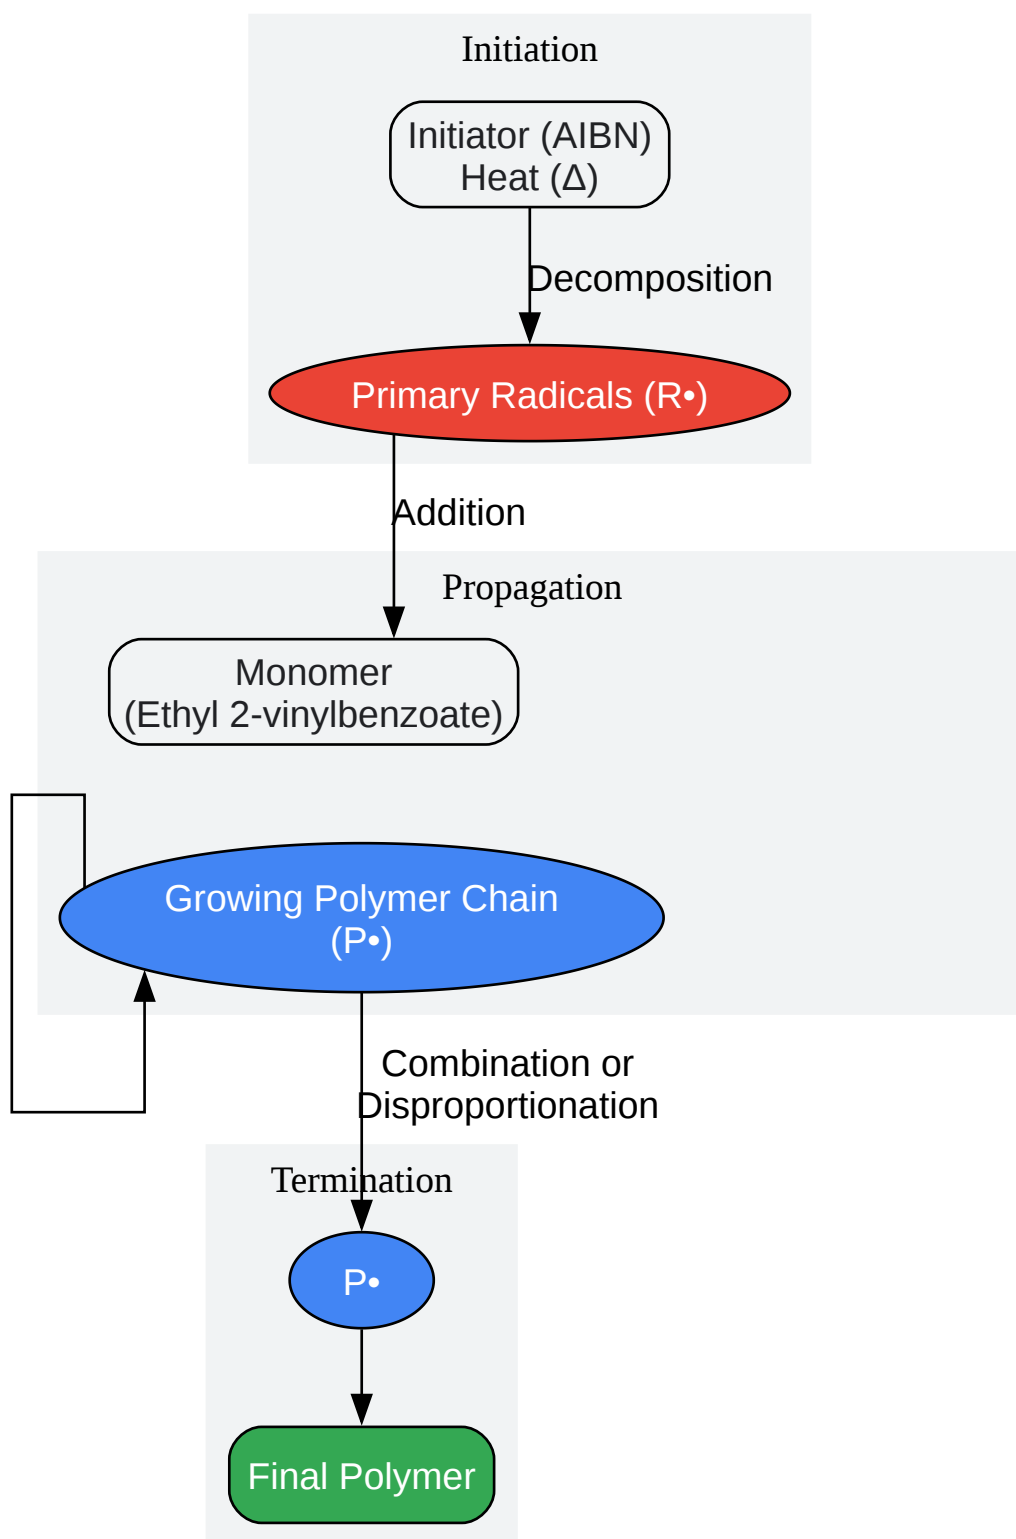 Initiation
Initiator (AIBN)
Heat (Δ)
Decomposition
Primary Radicals (R•)
Addition
Propagation
Monomer
(Ethyl 2-vinylbenzoate)
Growing Polymer Chain
(P•)
Combination or
Disproportionation
Termination
P•
Final Polymer